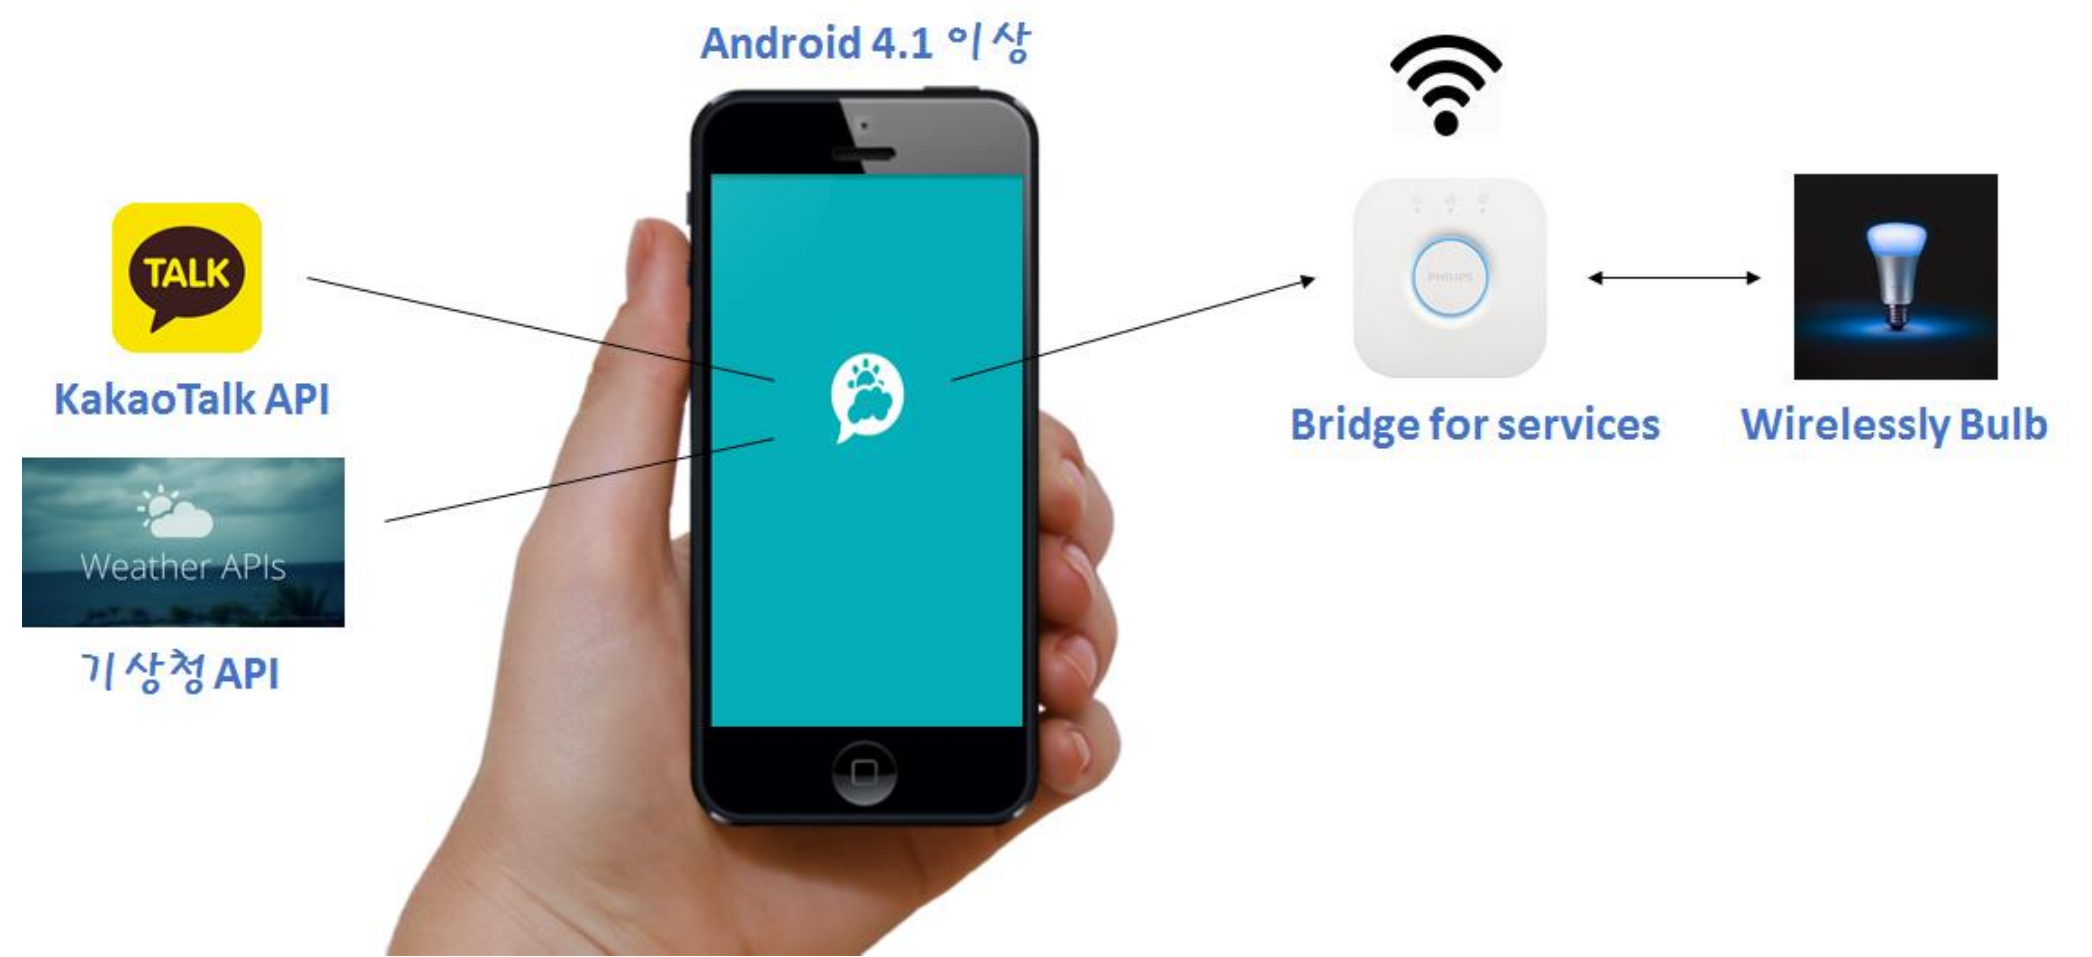 Android 4.1 이상
TALK
KakaoTalk API
Weather APIs
기상청 API
PHILIPS
Bridge for services
Wirelessly Bulb